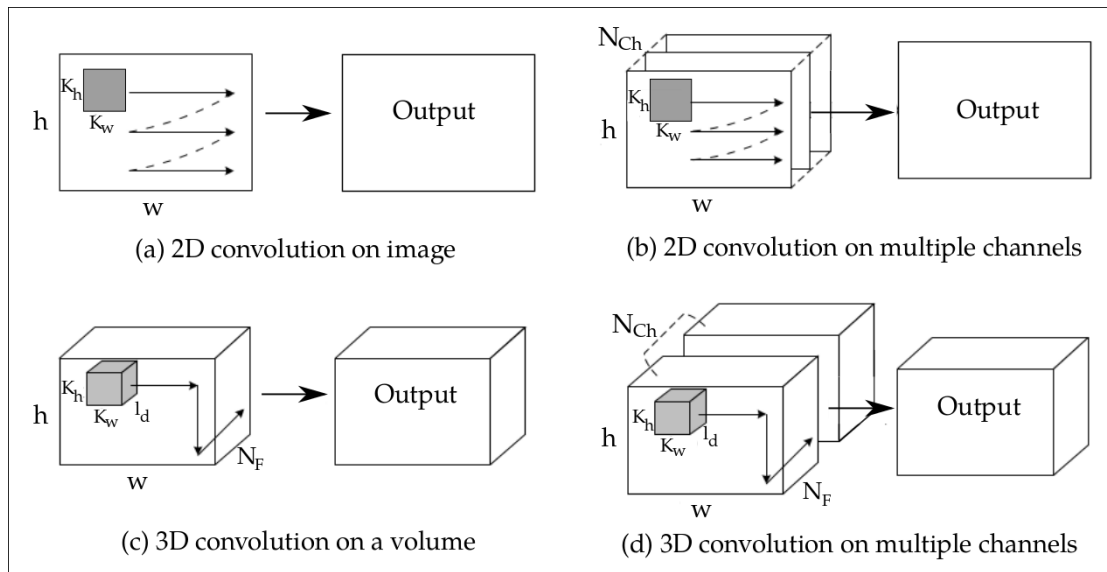 K_h
K_w
h
w
Output
(a) 2D convolution on image
N_Ch
K_h
K_w
h
w
Output
(b) 2D convolution on multiple channels
K_h
K_w
l_d
h
w
N_F
Output
(c) 3D convolution on a volume
N_Ch
K_h
K_w
l_d
h
w
N_F
Output
(d) 3D convolution on multiple channels